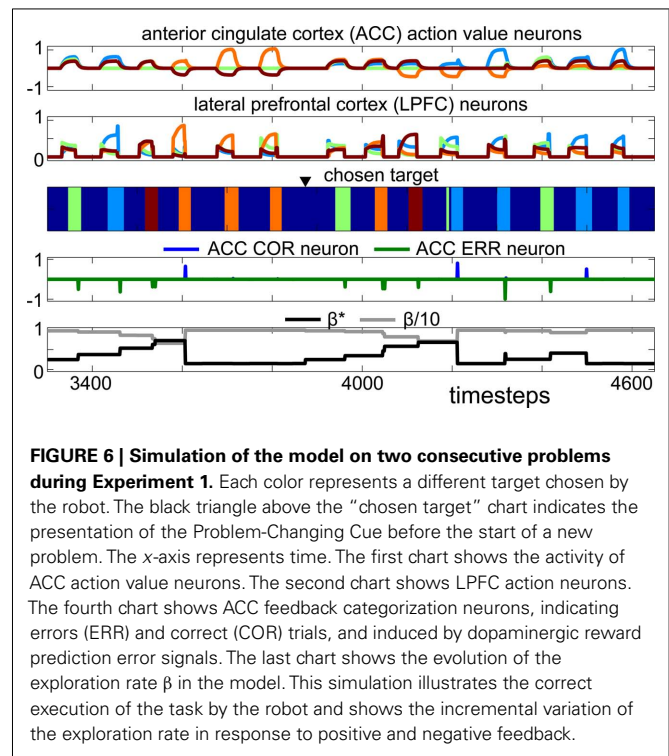 anterior cingulate cortex (ACC) action value neurons
1
-1
lateral prefrontal cortex (LPFC) neurons
1
0
chosen target
ACC COR neuron ACC ERR neuron
1
-1
β* β/10
1
0
3400 4000 4600
timesteps
FIGURE 6 | Simulation of the model on two consecutive problems
during Experiment 1. Each color represents a different target chosen by
the robot. The black triangle above the “chosen target” chart indicates the
presentation of the Problem-Changing Cue before the start of a new
problem. The x-axis represents time. The first chart shows the activity of
ACC action value neurons. The second chart shows LPFC action neurons.
The fourth chart shows ACC feedback categorization neurons, indicating
errors (ERR) and correct (COR) trials, and induced by dopaminergic reward
prediction error signals. The last chart shows the evolution of the
exploration rate β in the model. This simulation illustrates the correct
execution of the task by the robot and shows the incremental variation of
the exploration rate in response to positive and negative feedback.